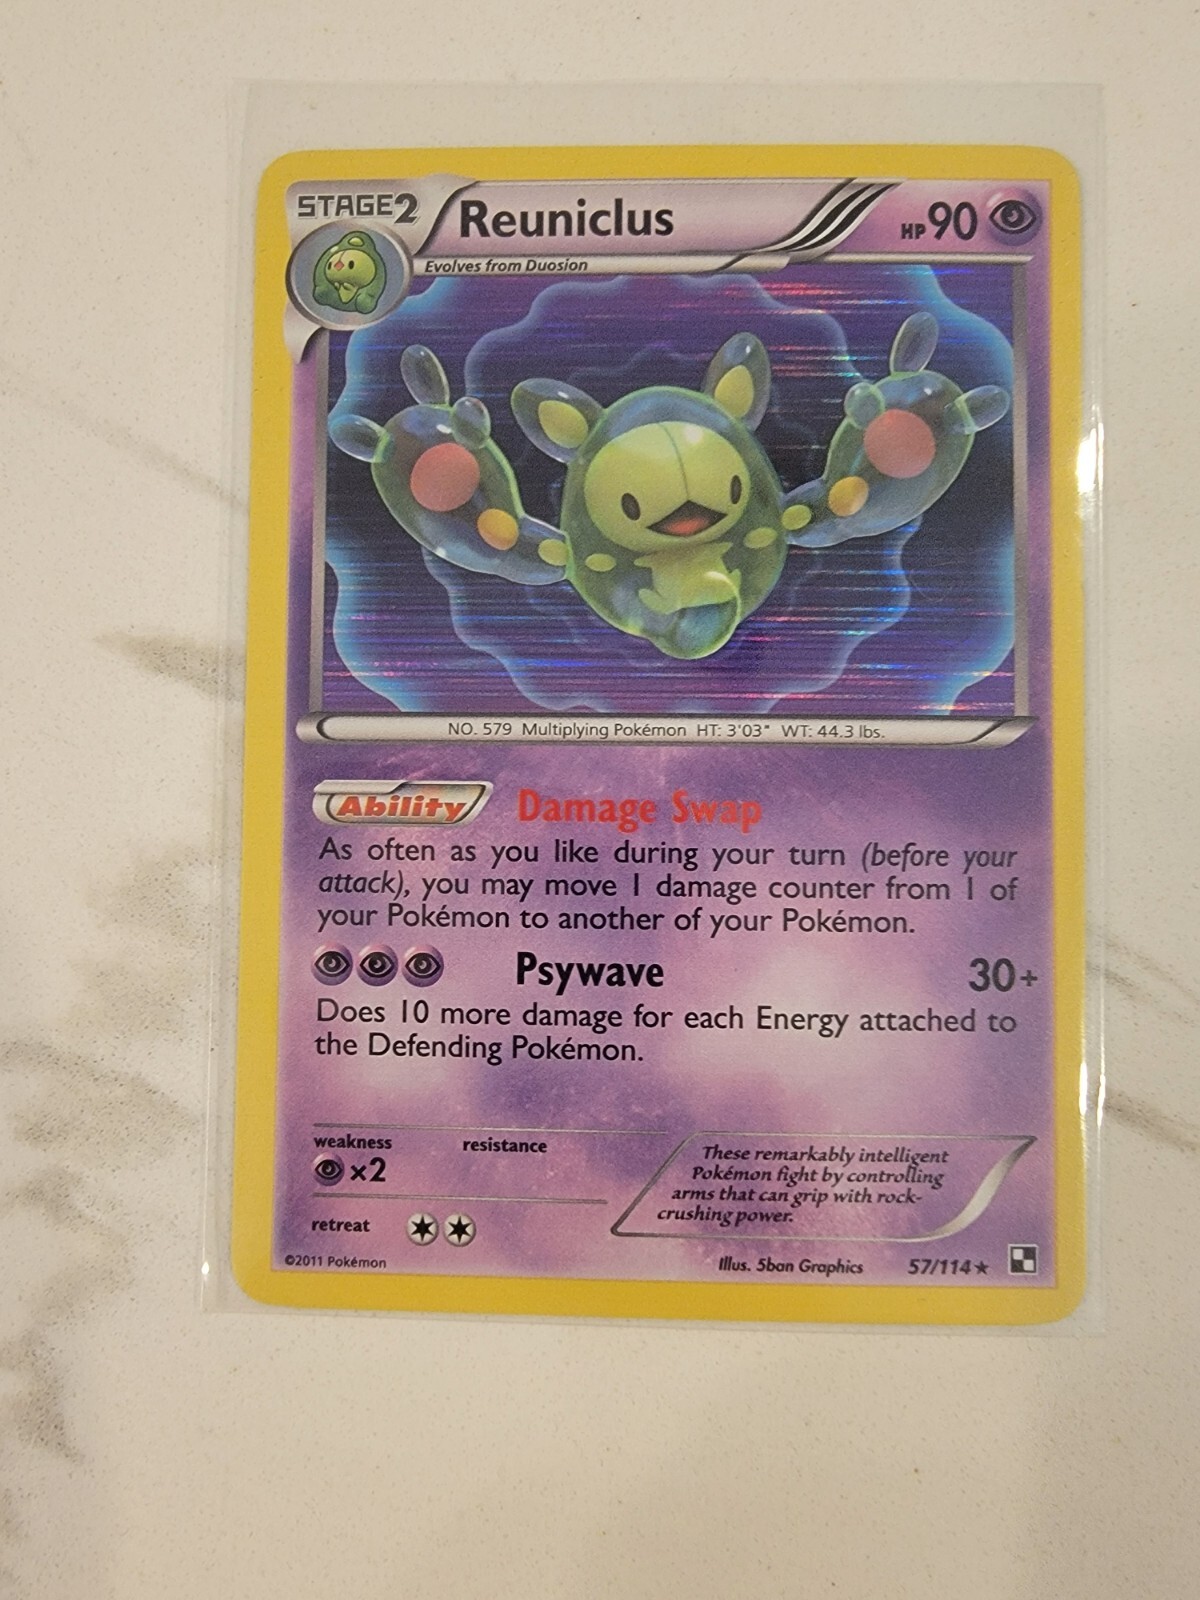 STAGE2
Reuniclus
HP90
Evolves from Duosion
NO. 579 Multiplying Pokémon HT: 3'03" WT: 44.3 lbs.
Ability Damage Swap
As often as you like during your turn (before your
attack), you may move 1 damage counter from 1 of
your Pokémon to another of your Pokémon.
Psywave 30+
Does 10 more damage for each Energy attached to
the Defending Pokémon.
weakness resistance
x2
retreat
These remarkably intelligent
Pokémon fight by controlling
arms that can grip with rock-
crushing power.
©2011 Pokémon
Illus. 5ban Graphics 57/114★